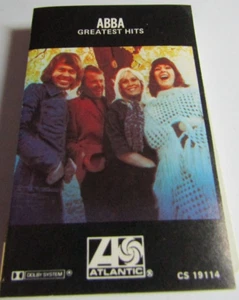 ABBA
GREATEST HITS
DOLBY SYSTEM
ATLANTIC
CS 19114